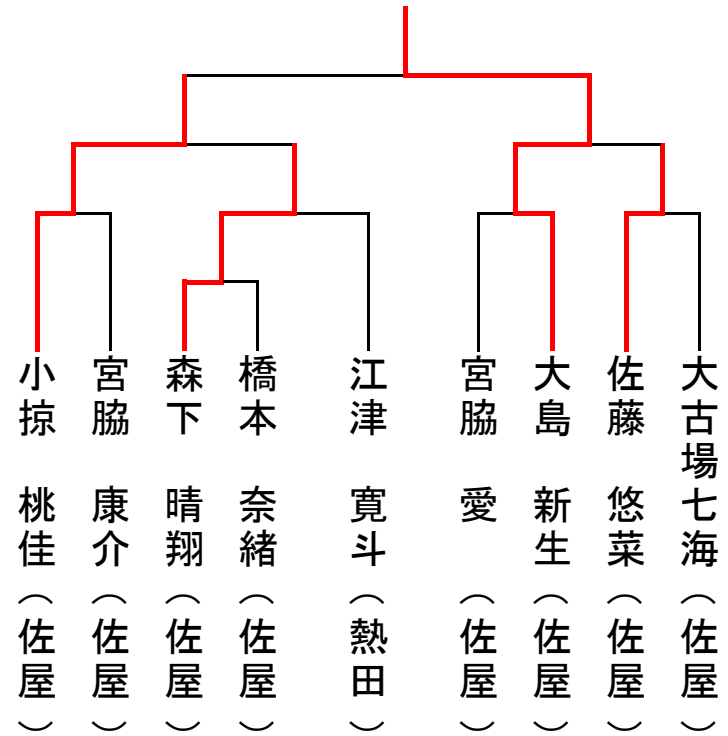 小掠 桃佳（佐屋）
宮脇 康介（佐屋）
森下 晴翔（佐屋）
橋本 奈緒（佐屋）
江津 寛斗（熱田）
宮脇 愛（佐屋）
大島 新生（佐屋）
佐藤 悠菜（佐屋）
大古場七海（佐屋）